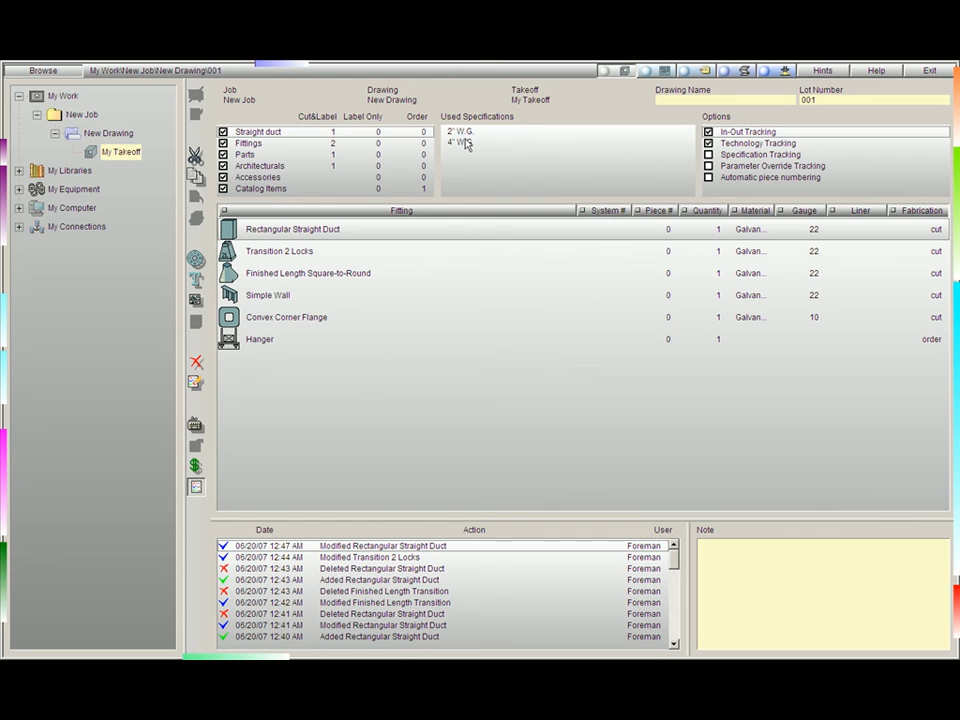 Browse My Work\New Job\New Drawing\001 Hints Help Exit
My Work
New Job
New Drawing
My Takeoff
My Libraries
My Equipment
My Computer
My Connections
Job Drawing Takeoff Drawing Name Lot Number
New Job New Drawing My Takeoff 001
Cut&Label Label Only Order Used Specifications Options
Straight duct 1 0 0
Fittings 2 0 0
Parts 1 0 0
Architecturals 1 0 0
Accessories 0 0
Catalog Items 0 1
2" W.G.
4" W.G.
In-Out Tracking
Technology Tracking
Specification Tracking
Parameter Override Tracking
Automatic piece numbering
Fitting System # Piece # Quantity Material Gauge Liner Fabrication
Rectangular Straight Duct 0 1 Galvan... 22 cut
Transition 2 Locks 0 1 Galvan... 22 cut
Finished Length Square-to-Round 0 1 Galvan... 22 cut
Simple Wall 0 1 Galvan... 22 cut
Convex Corner Flange 0 1 Galvan... 10 cut
Hanger 0 1 order
Date Action User Note
06/20/07 12:47 AM Modified Rectangular Straight Duct Foreman
06/20/07 12:44 AM Modified Transition 2 Locks Foreman
06/20/07 12:43 AM Deleted Rectangular Straight Duct Foreman
06/20/07 12:43 AM Added Rectangular Straight Duct Foreman
06/20/07 12:43 AM Deleted Finished Length Transition Foreman
06/20/07 12:42 AM Modified Finished Length Transition Foreman
06/20/07 12:41 AM Deleted Rectangular Straight Duct Foreman
06/20/07 12:41 AM Modified Rectangular Straight Duct Foreman
06/20/07 12:40 AM Added Rectangular Straight Duct Foreman